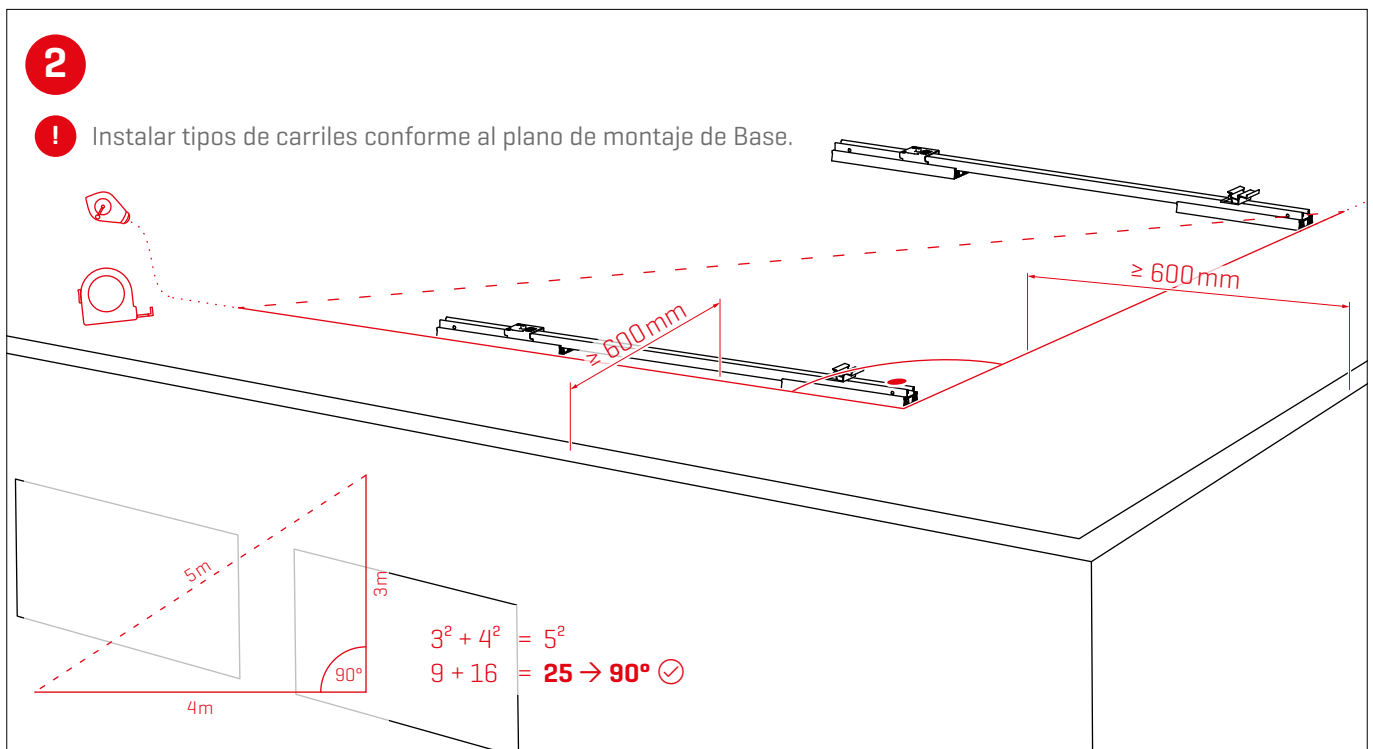 2
! Instalar tipos de carriles conforme al plano de montaje de Base.
≥ 600 mm
≥ 600 mm
5m
3m
90°
4m
3² + 4² = 5²
9 + 16 = 25 → 90°